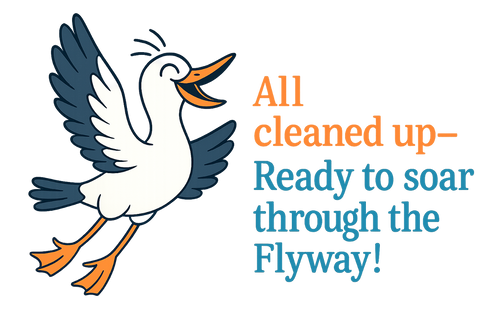 All
cleaned up–
Ready to soar
through the
Flyway!